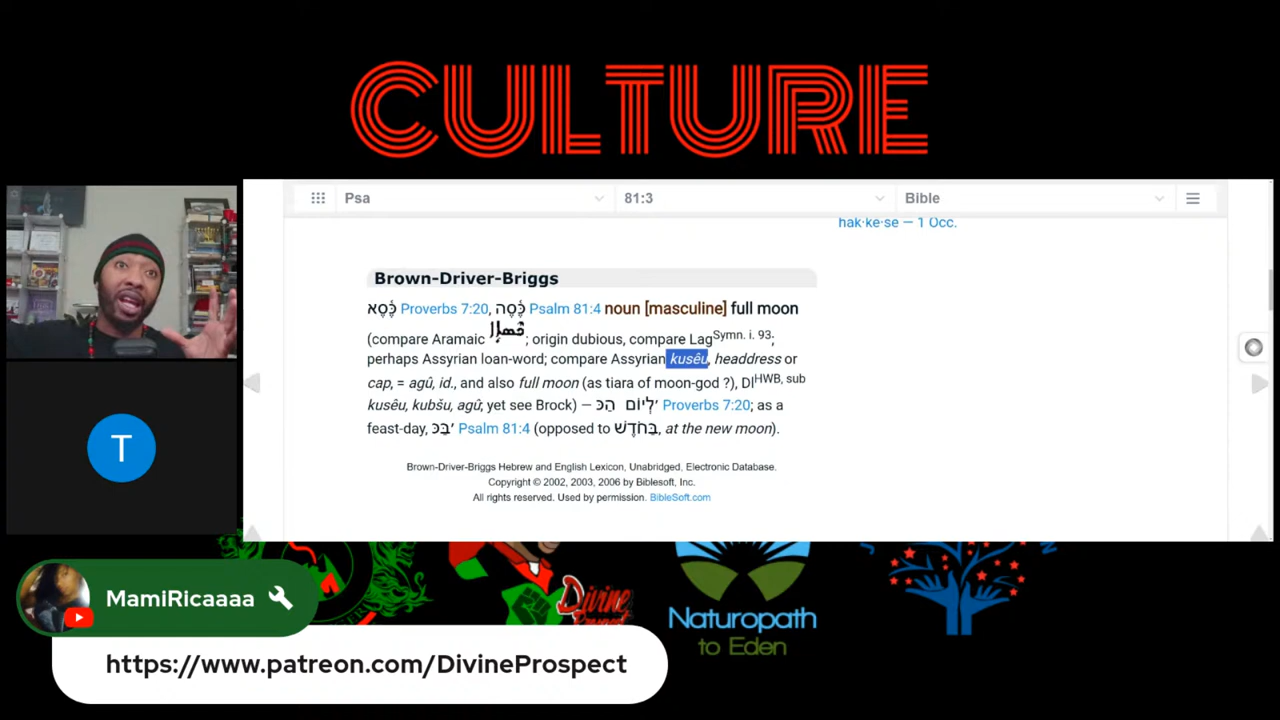 CULTURE
Psa 81:3 Bible
hak·ke·se — 1 Occ.
Brown-Driver-Briggs
כֶּ֫סֶא Proverbs 7:20, כֶּ֫סֶה Psalm 81:4 noun [masculine] full moon
(compare Aramaic ; origin dubious, compare LagSymn. i. 93;
perhaps Assyrian loan-word; compare Assyrian kusêu, headdress or
cap, = agû, id., and also full moon (as tiara of moon-god ?), DlHWB, sub
kusêu, kubšu, agû; yet see Brock) — לְיוֺם הַכּ׳ Proverbs 7:20; as a
feast-day, בַּכּ׳ Psalm 81:4 (opposed to בַּחֹדֶשׁ, at the new moon).
Brown-Driver-Briggs Hebrew and English Lexicon, Unabridged, Electronic Database.
Copyright © 2002, 2003, 2006 by Biblesoft, Inc.
All rights reserved. Used by permission. BibleSoft.com
T
Divine
Naturopath
to Eden
MamiRicaaaa
https://www.patreon.com/DivineProspect